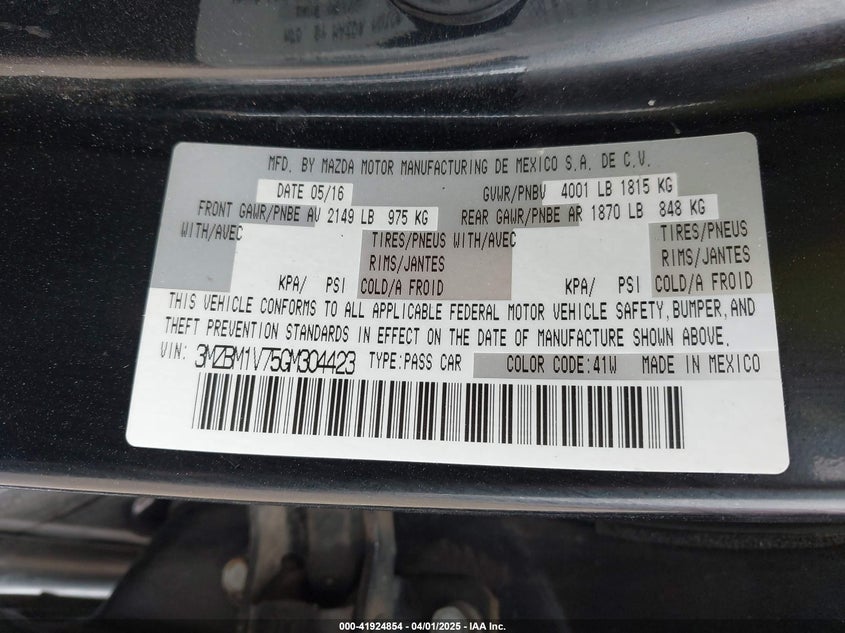 MFD. BY MAZDA MOTOR MANUFACTURING DE MEXICO S.A. DE C.V.
DATE 05/16 GVWR/PNBV 4001 LB 1815 KG
FRONT GAWR/PNBE AV 2149 LB 975 KG REAR GAWR/PNBE AR 1870 LB 848 KG
WITH/AVEC TIRES/PNEUS WITH/AVEC TIRES/PNEUS
RIMS/JANTES RIMS/JANTES
KPA/ PSI COLD/A FROID KPA/ PSI COLD/A FROID
THIS VEHICLE CONFORMS TO ALL APPLICABLE FEDERAL MOTOR VEHICLE SAFETY, BUMPER, AND
THEFT PREVENTION STANDARDS IN EFFECT ON THE DATE OF MANUFACTURE SHOWN ABOVE.
VIN: 3MZBM1V75GM304423 TYPE:PASS CAR COLOR CODE:41W MADE IN MEXICO
000-41924854 - 04/01/2025 - IAA Inc.